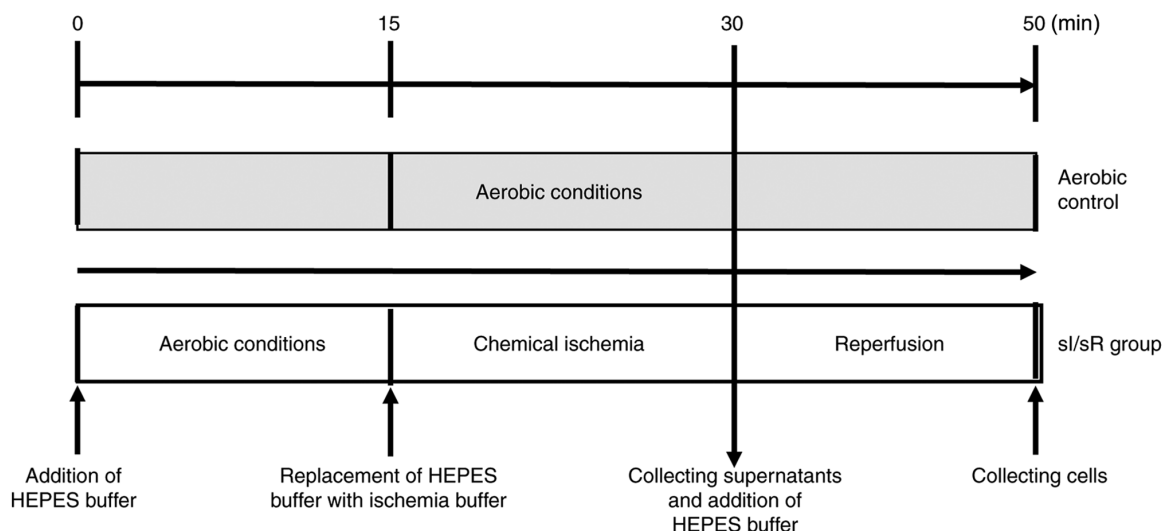 0
15
30
50 (min)
Aerobic conditions
Aerobic
control
Aerobic conditions
Chemical ischemia
Reperfusion
sI/sR group
Addition of
HEPES buffer
Replacement of HEPES
buffer with ischemia buffer
Collecting supernatants
and addition of
HEPES buffer
Collecting cells